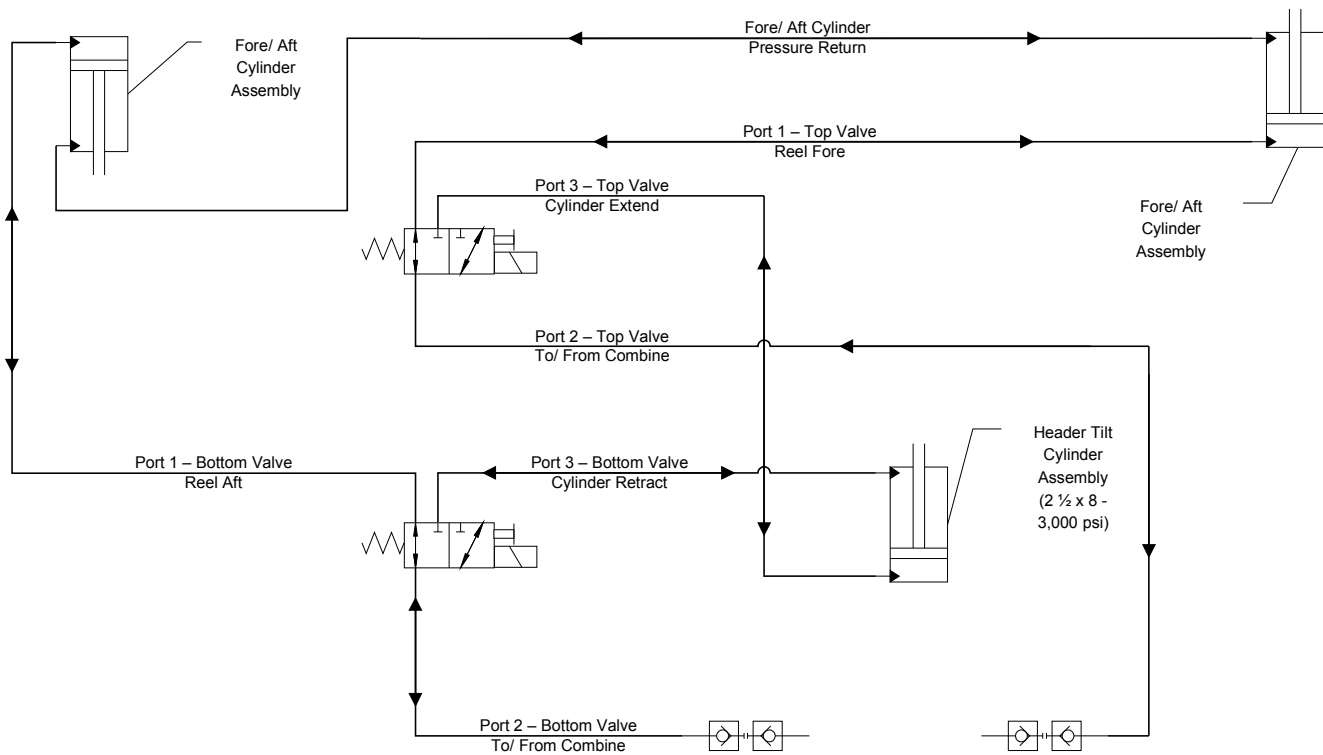 Fore/ Aft
Cylinder
Assembly
Fore/ Aft Cylinder
Pressure Return
Port 1 – Top Valve
Reel Fore
Port 3 – Top Valve
Cylinder Extend
Fore/ Aft
Cylinder
Assembly
Port 2 – Top Valve
To/ From Combine
Port 1 – Bottom Valve
Reel Aft
Port 3 – Bottom Valve
Cylinder Retract
Header Tilt
Cylinder
Assembly
(2 ½ x 8 -
3,000 psi)
Port 2 – Bottom Valve
To/ From Combine